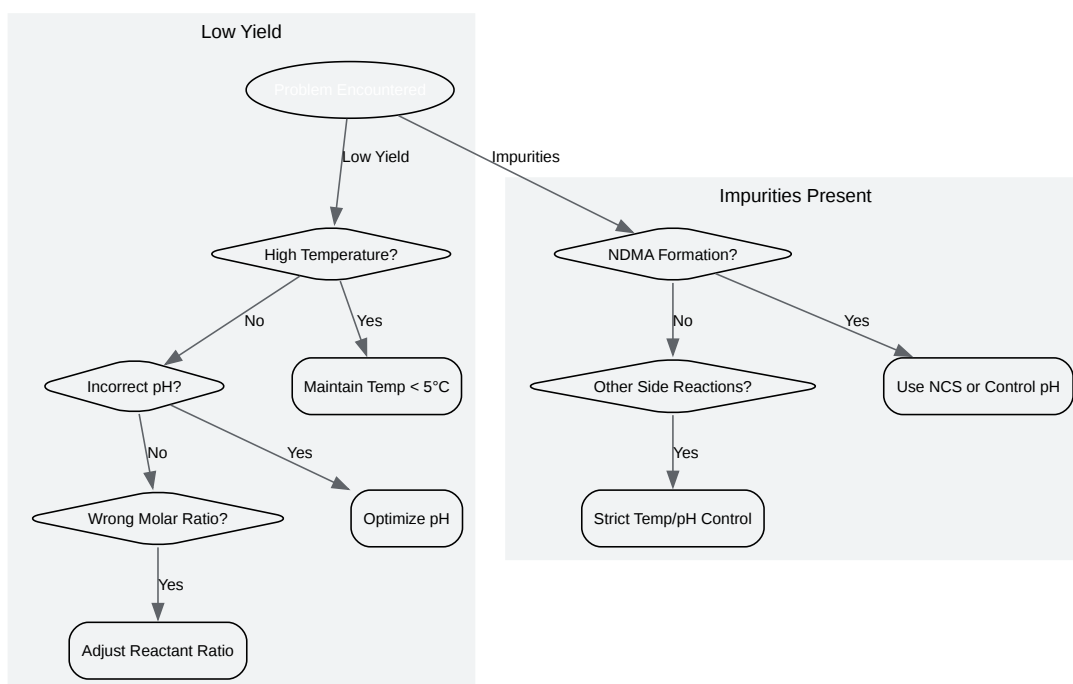 Low Yield
Problem Encountered
Low Yield
Impurities
Impurities Present
High Temperature?
NDMA Formation?
No
Yes
No
Yes
Incorrect pH?
Maintain Temp < 5°C
Other Side Reactions?
Use NCS or Control pH
No
Yes
Yes
Wrong Molar Ratio?
Optimize pH
Strict Temp/pH Control
Yes
Adjust Reactant Ratio